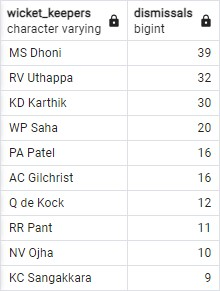 wicket_keepers dismissals
character varying bigint
MS Dhoni 39
RV Uthappa 32
KD Karthik 30
WP Saha 20
PA Patel 16
AC Gilchrist 16
Q de Kock 12
RR Pant 11
NV Ojha 10
KC Sangakkara 9